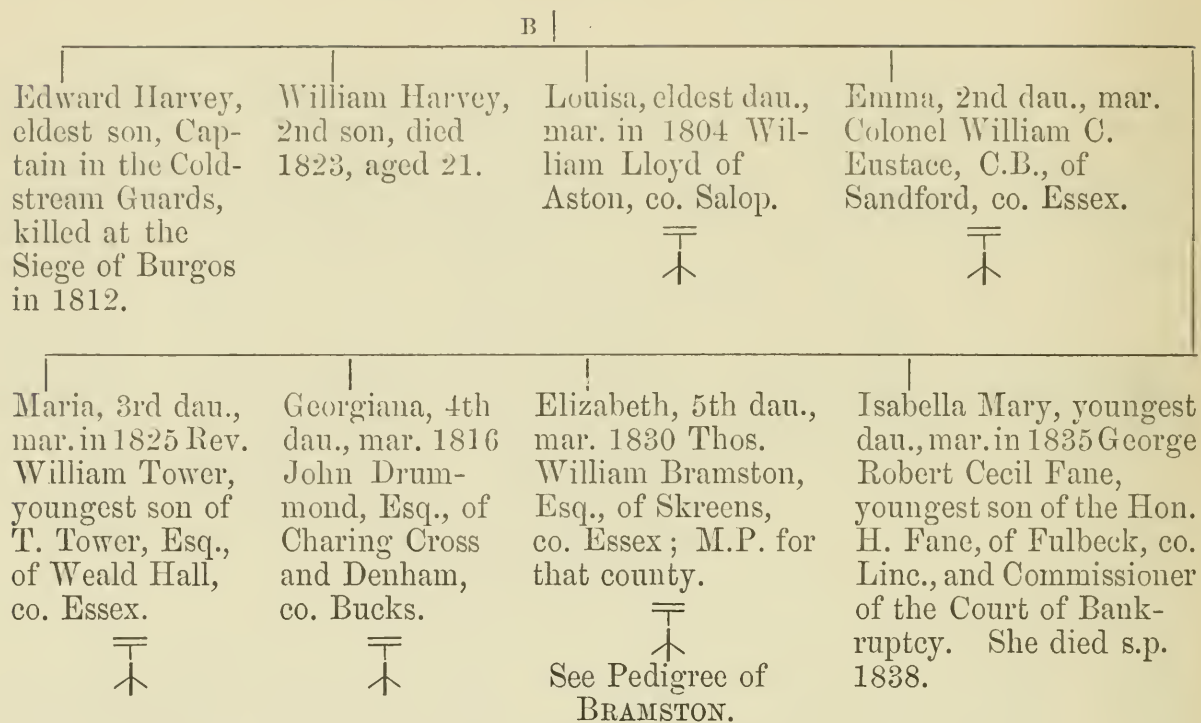 B
Edward Harvey,
eldest son, Cap-
tain in the Cold-
stream Guards,
killed at the
Siege of Burgos
in 1812.
William Harvey,
2nd son, died
1823, aged 21.
Louisa, eldest dau.,
mar. in 1804 Wil-
liam Lloyd of
Aston, co. Salop.
Emma, 2nd dau., mar.
Colonel William C.
Eustace, C.B., of
Sandford, co. Essex.
Maria, 3rd dau.,
mar. in 1825 Rev.
William Tower,
youngest son of
T. Tower, Esq.,
of Weald Hall,
co. Essex.
Georgiana, 4th
dau., mar. 1816
John Drum-
mond, Esq., of
Charing Cross
and Denham,
co. Bucks.
Elizabeth, 5th dau.,
mar. 1830 Thos.
William Bramston,
Esq., of Skreens,
co. Essex; M.P. for
that county.
See Pedigree of
BRAMSTON.
Isabella Mary, youngest
dau., mar. in 1835 George
Robert Cecil Fane,
youngest son of the Hon.
H. Fane, of Fulbeck, co.
Linc., and Commissioner
of the Court of Bank-
ruptcy. She died s.p.
1838.